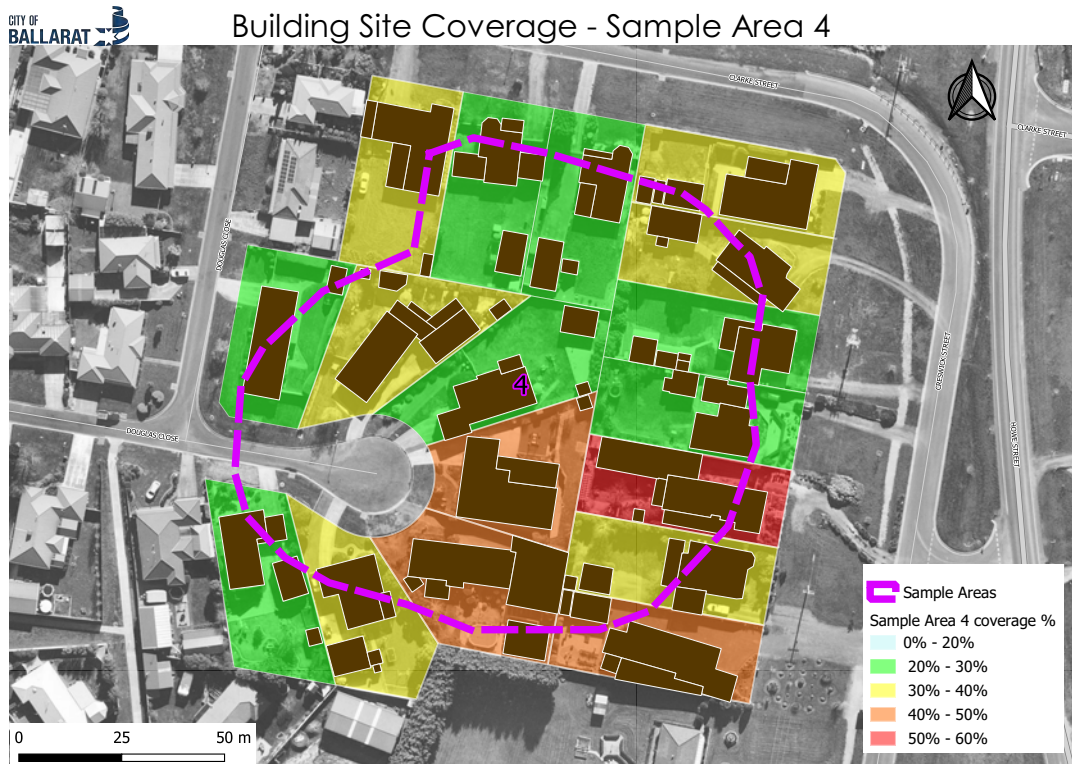 CITY OF
BALLARAT
Building Site Coverage - Sample Area 4
CLARKE STREET
CLARKE STREET
DOUGLAS CLOSE
CRESWICK STREET
HOWE STREET
4
DOUGLAS CLOSE
Sample Areas
Sample Area 4 coverage %
0% - 20%
20% - 30%
30% - 40%
40% - 50%
50% - 60%
0 25 50 m